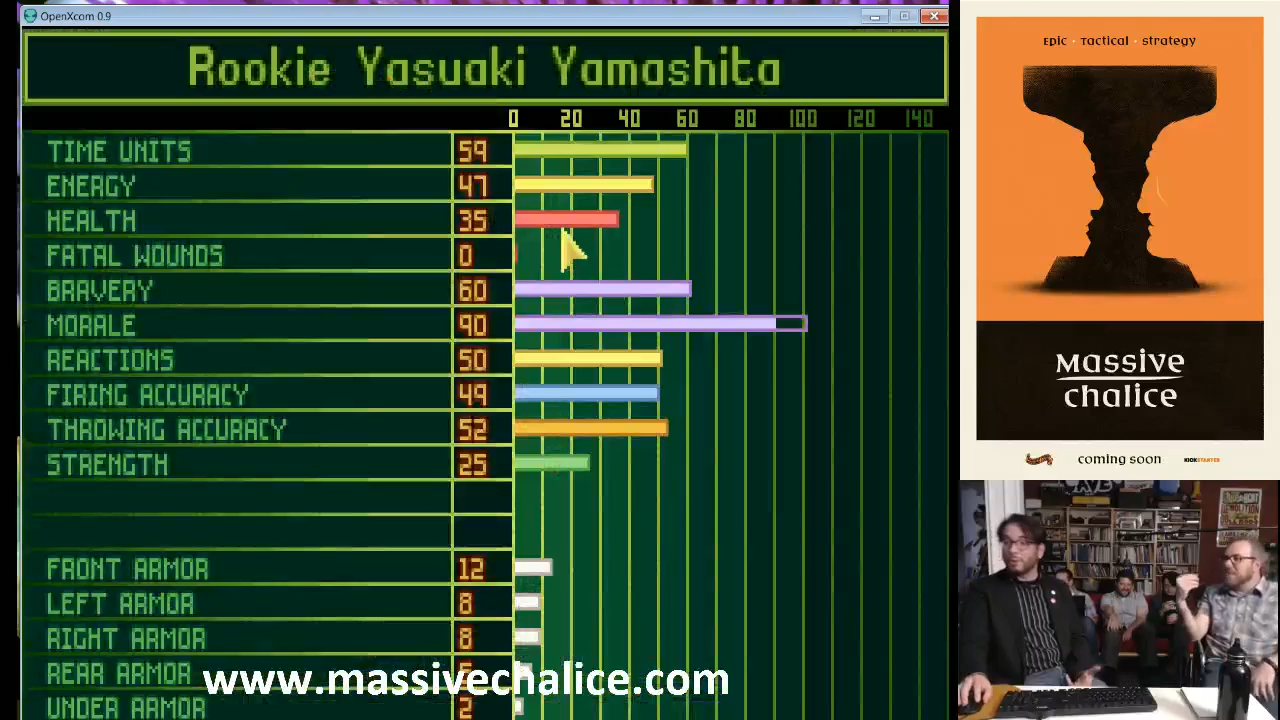 OpenXcom 0.9
Rookie Yasuaki Yamashita
0 20 40 60 80 100 120 140
TIME UNITS 59
ENERGY 47
HEALTH 35
FATAL WOUNDS 0
BRAVERY 60
MORALE 90
REACTIONS 50
FIRING ACCURACY 49
THROWING ACCURACY 52
STRENGTH 25
FRONT ARMOR 12
LEFT ARMOR 8
RIGHT ARMOR 8
REAR ARMOR
UNDER ARMOR 2
www.massivechalice.com
Epic · Tactical · Strategy
Massive
chalice
coming soon
KICKSTARTER